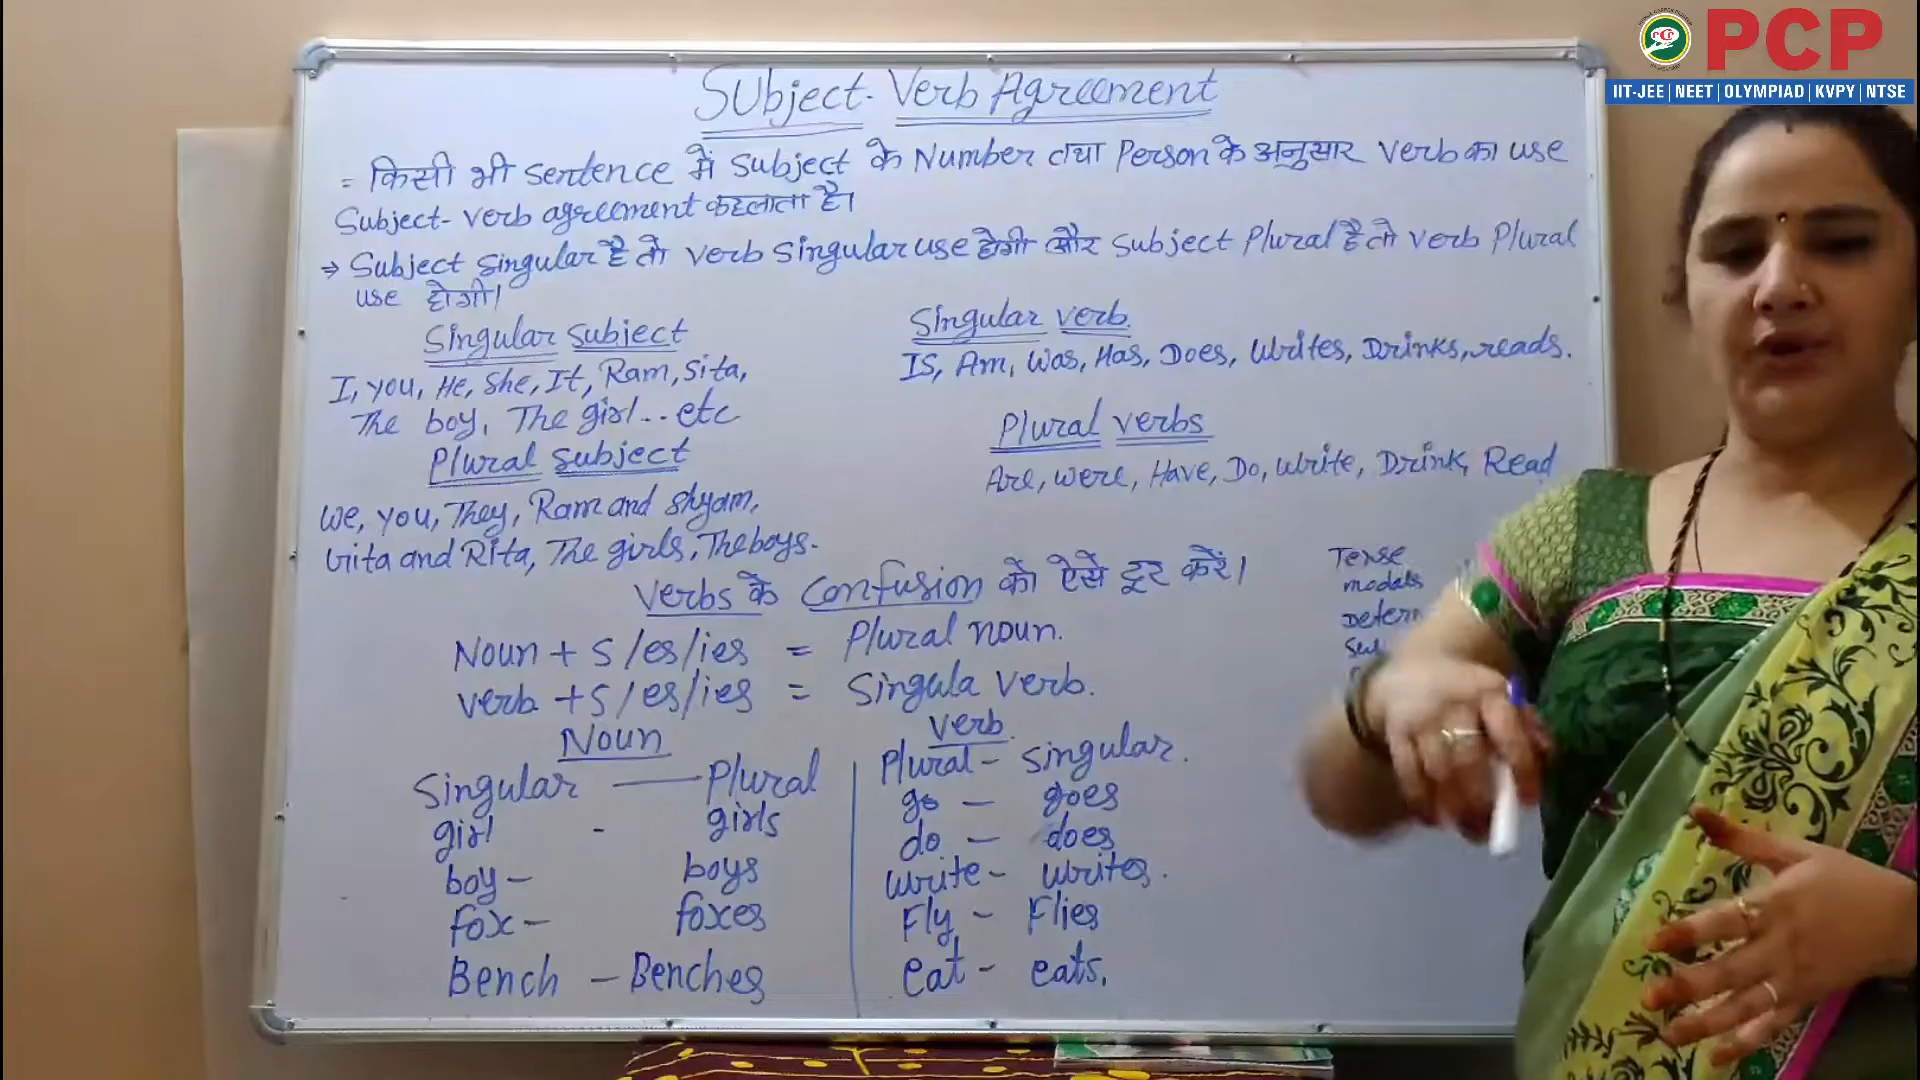 PCP
PCP
IIT-JEE | NEET | OLYMPIAD | KVPY | NTSE
Subject-Verb Agreement
= किसी भी Sentence में Subject के Number तथा Person के अनुसार Verb का use
Subject-Verb agreement कहलाता है।
⇒ Subject Singular है तो Verb Singular use होगी और Subject Plural है तो Verb Plural
use होगी।
Singular Subject
I, you, He, She, It, Ram, Sita,
The boy, The girl... etc
Plural Subject
We, you, They, Ram and Shyam,
Gita and Rita, The girls, The boys.
Singular verb.
IS, Am, Was, Has, Does, Writes, Drinks, reads.
Plural verbs
Are, were, Have, Do, Write, Drink, Read
Verbs के Confusion को ऐसे दूर करें।
Noun + s/es/ies = Plural noun.
Verb + s/es/ies = Singula verb.
Noun
Singular — Plural
girl - girls
boy - boys
fox - foxes
Bench - Benches
Verb
Plural - Singular.
go - goes
do - does
write - writes.
Fly - Flies
eat - eats.
Tense
models